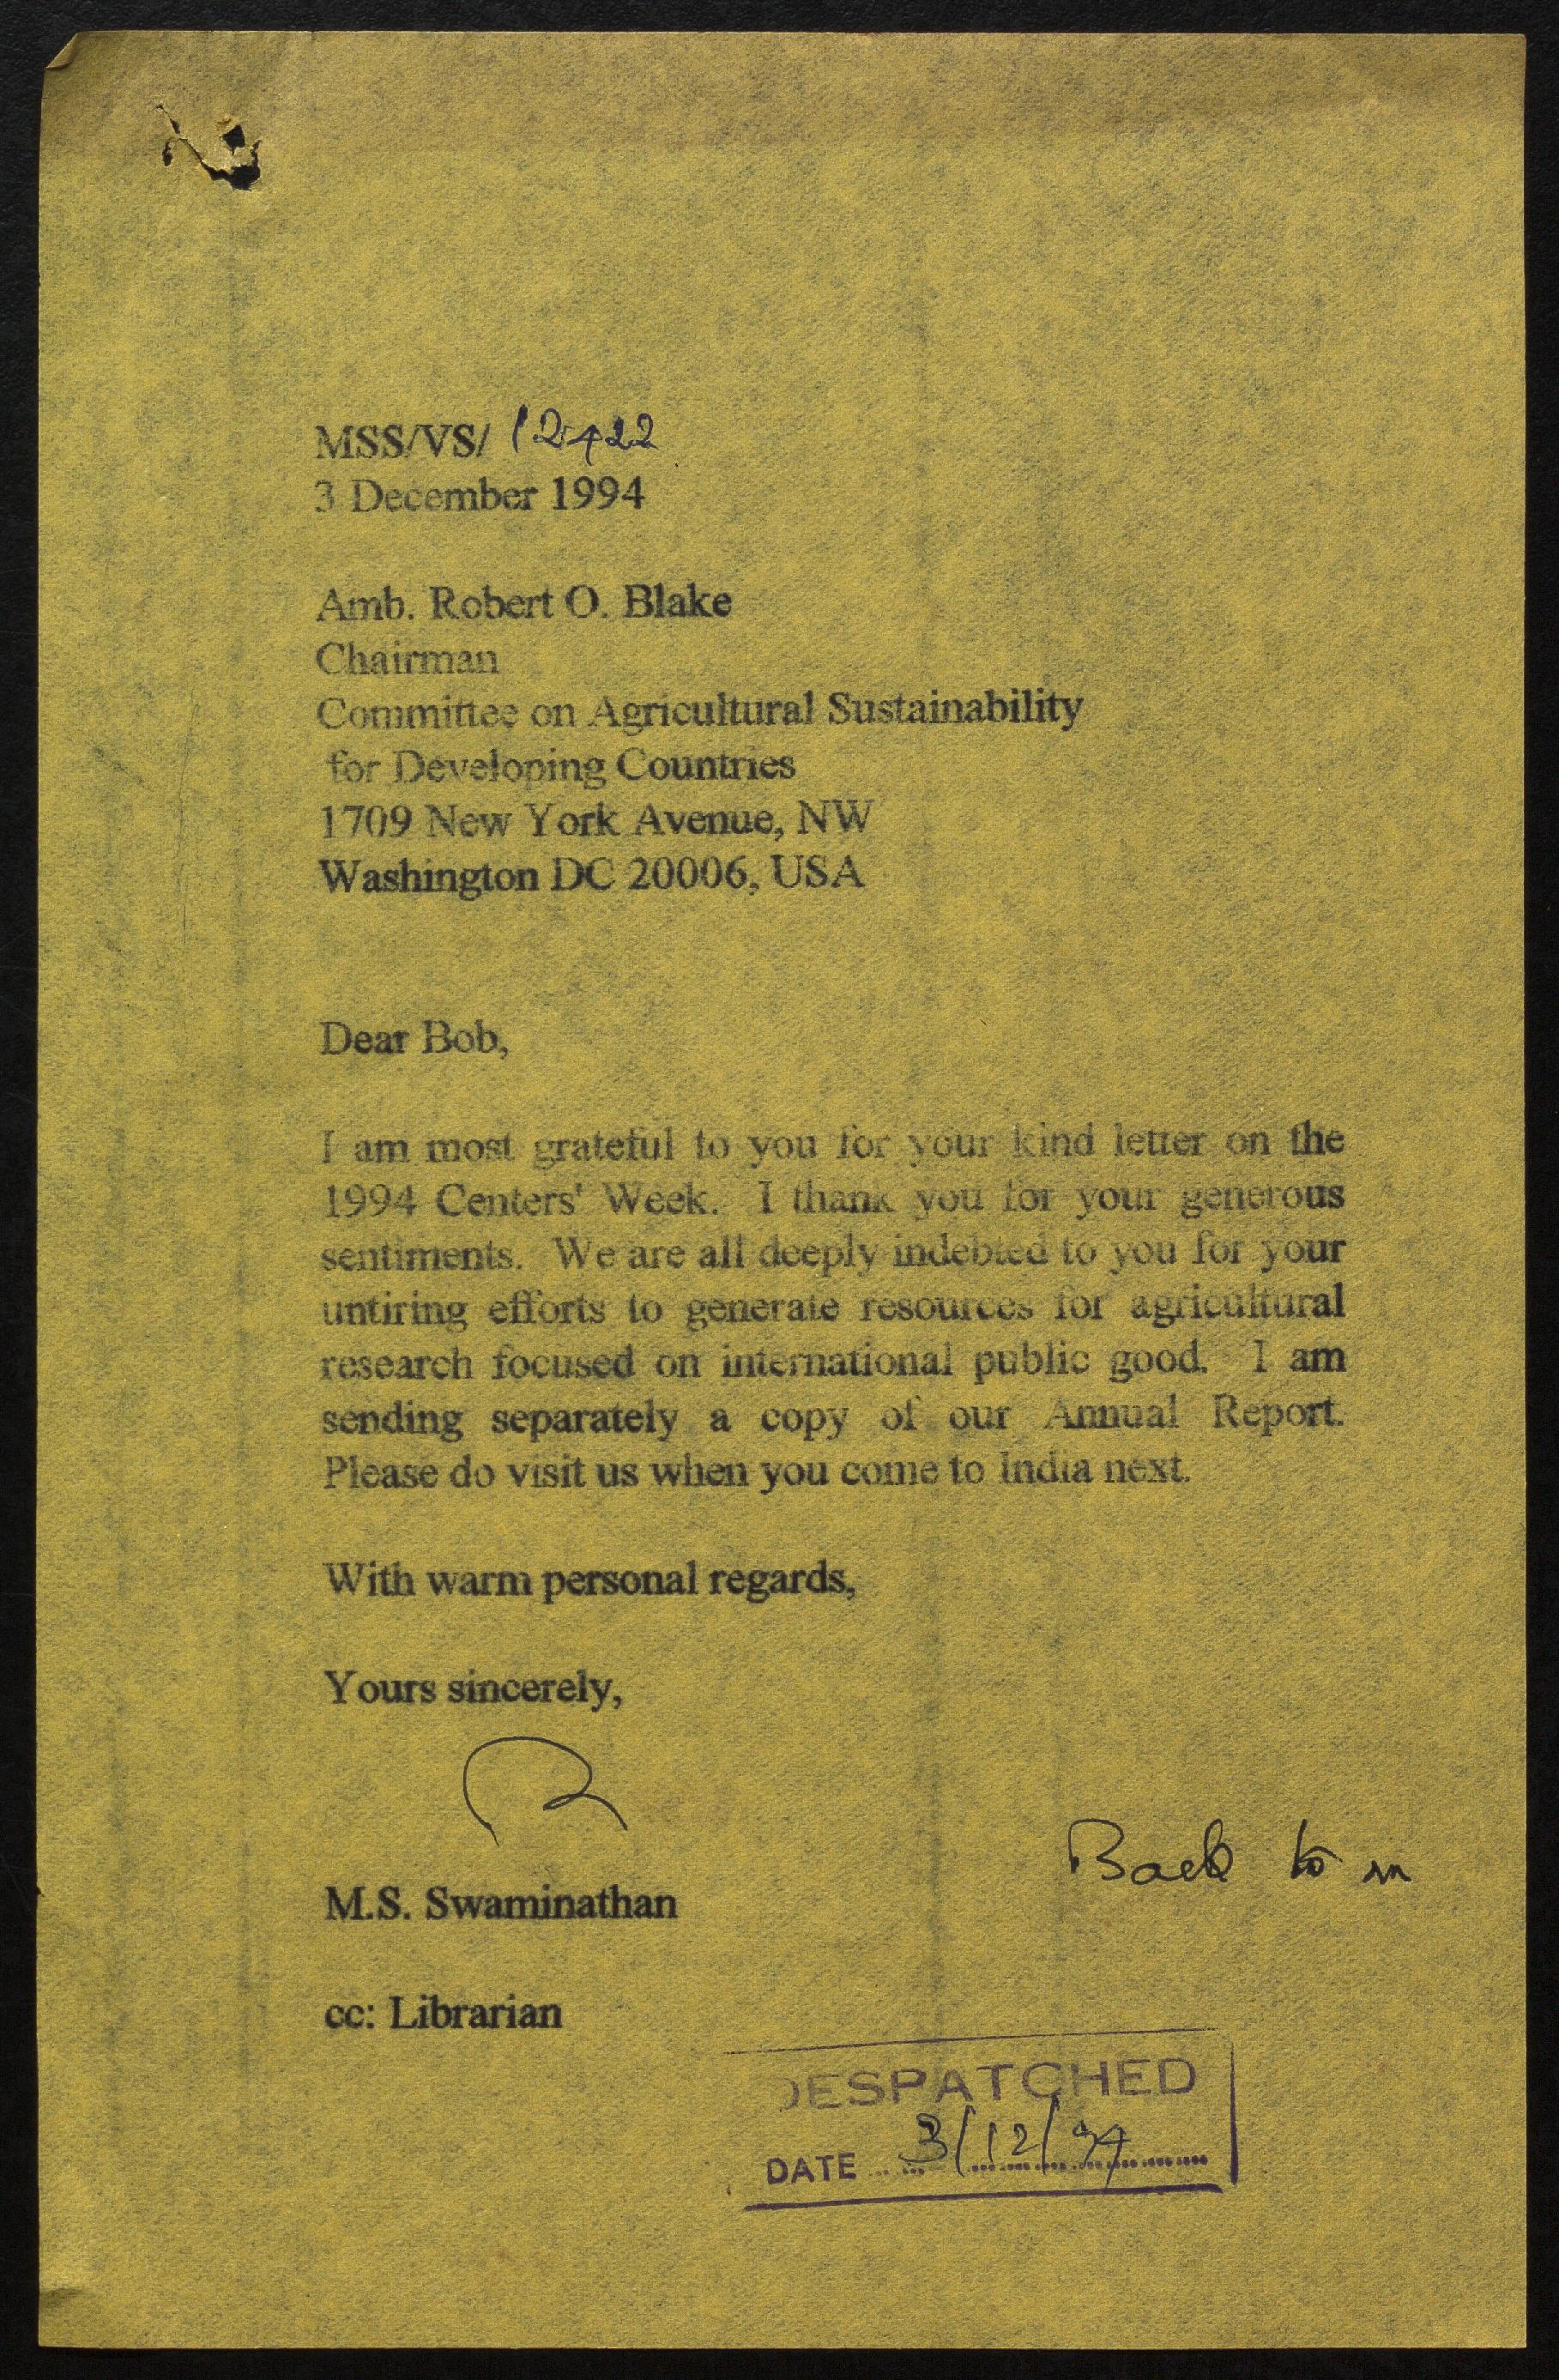 MSS/VS/ 12422
3 December 1994
Amb. Robert O. Blake
Chairman
Committee on Agricultural Sustainability
for Developing Countries
1709 New York Avenue, NW
Washington DC 20006, USA
Dear Bob,
I am most grateful to you for your kind letter on the
1994 Centers' Week. I thank you for your generous
sentiments. We are all deeply indebted to you for your
untiring efforts to generate resources for agricultural
research focused on international public good. I am
sending separately a copy of our Annual Report.
Please do visit us when you come to India next.
With warm personal regards,
Yours sincerely,
Back to
M.S. Swaminathan
cc: Librarian
DESPATCHED
DATE 3/12/94